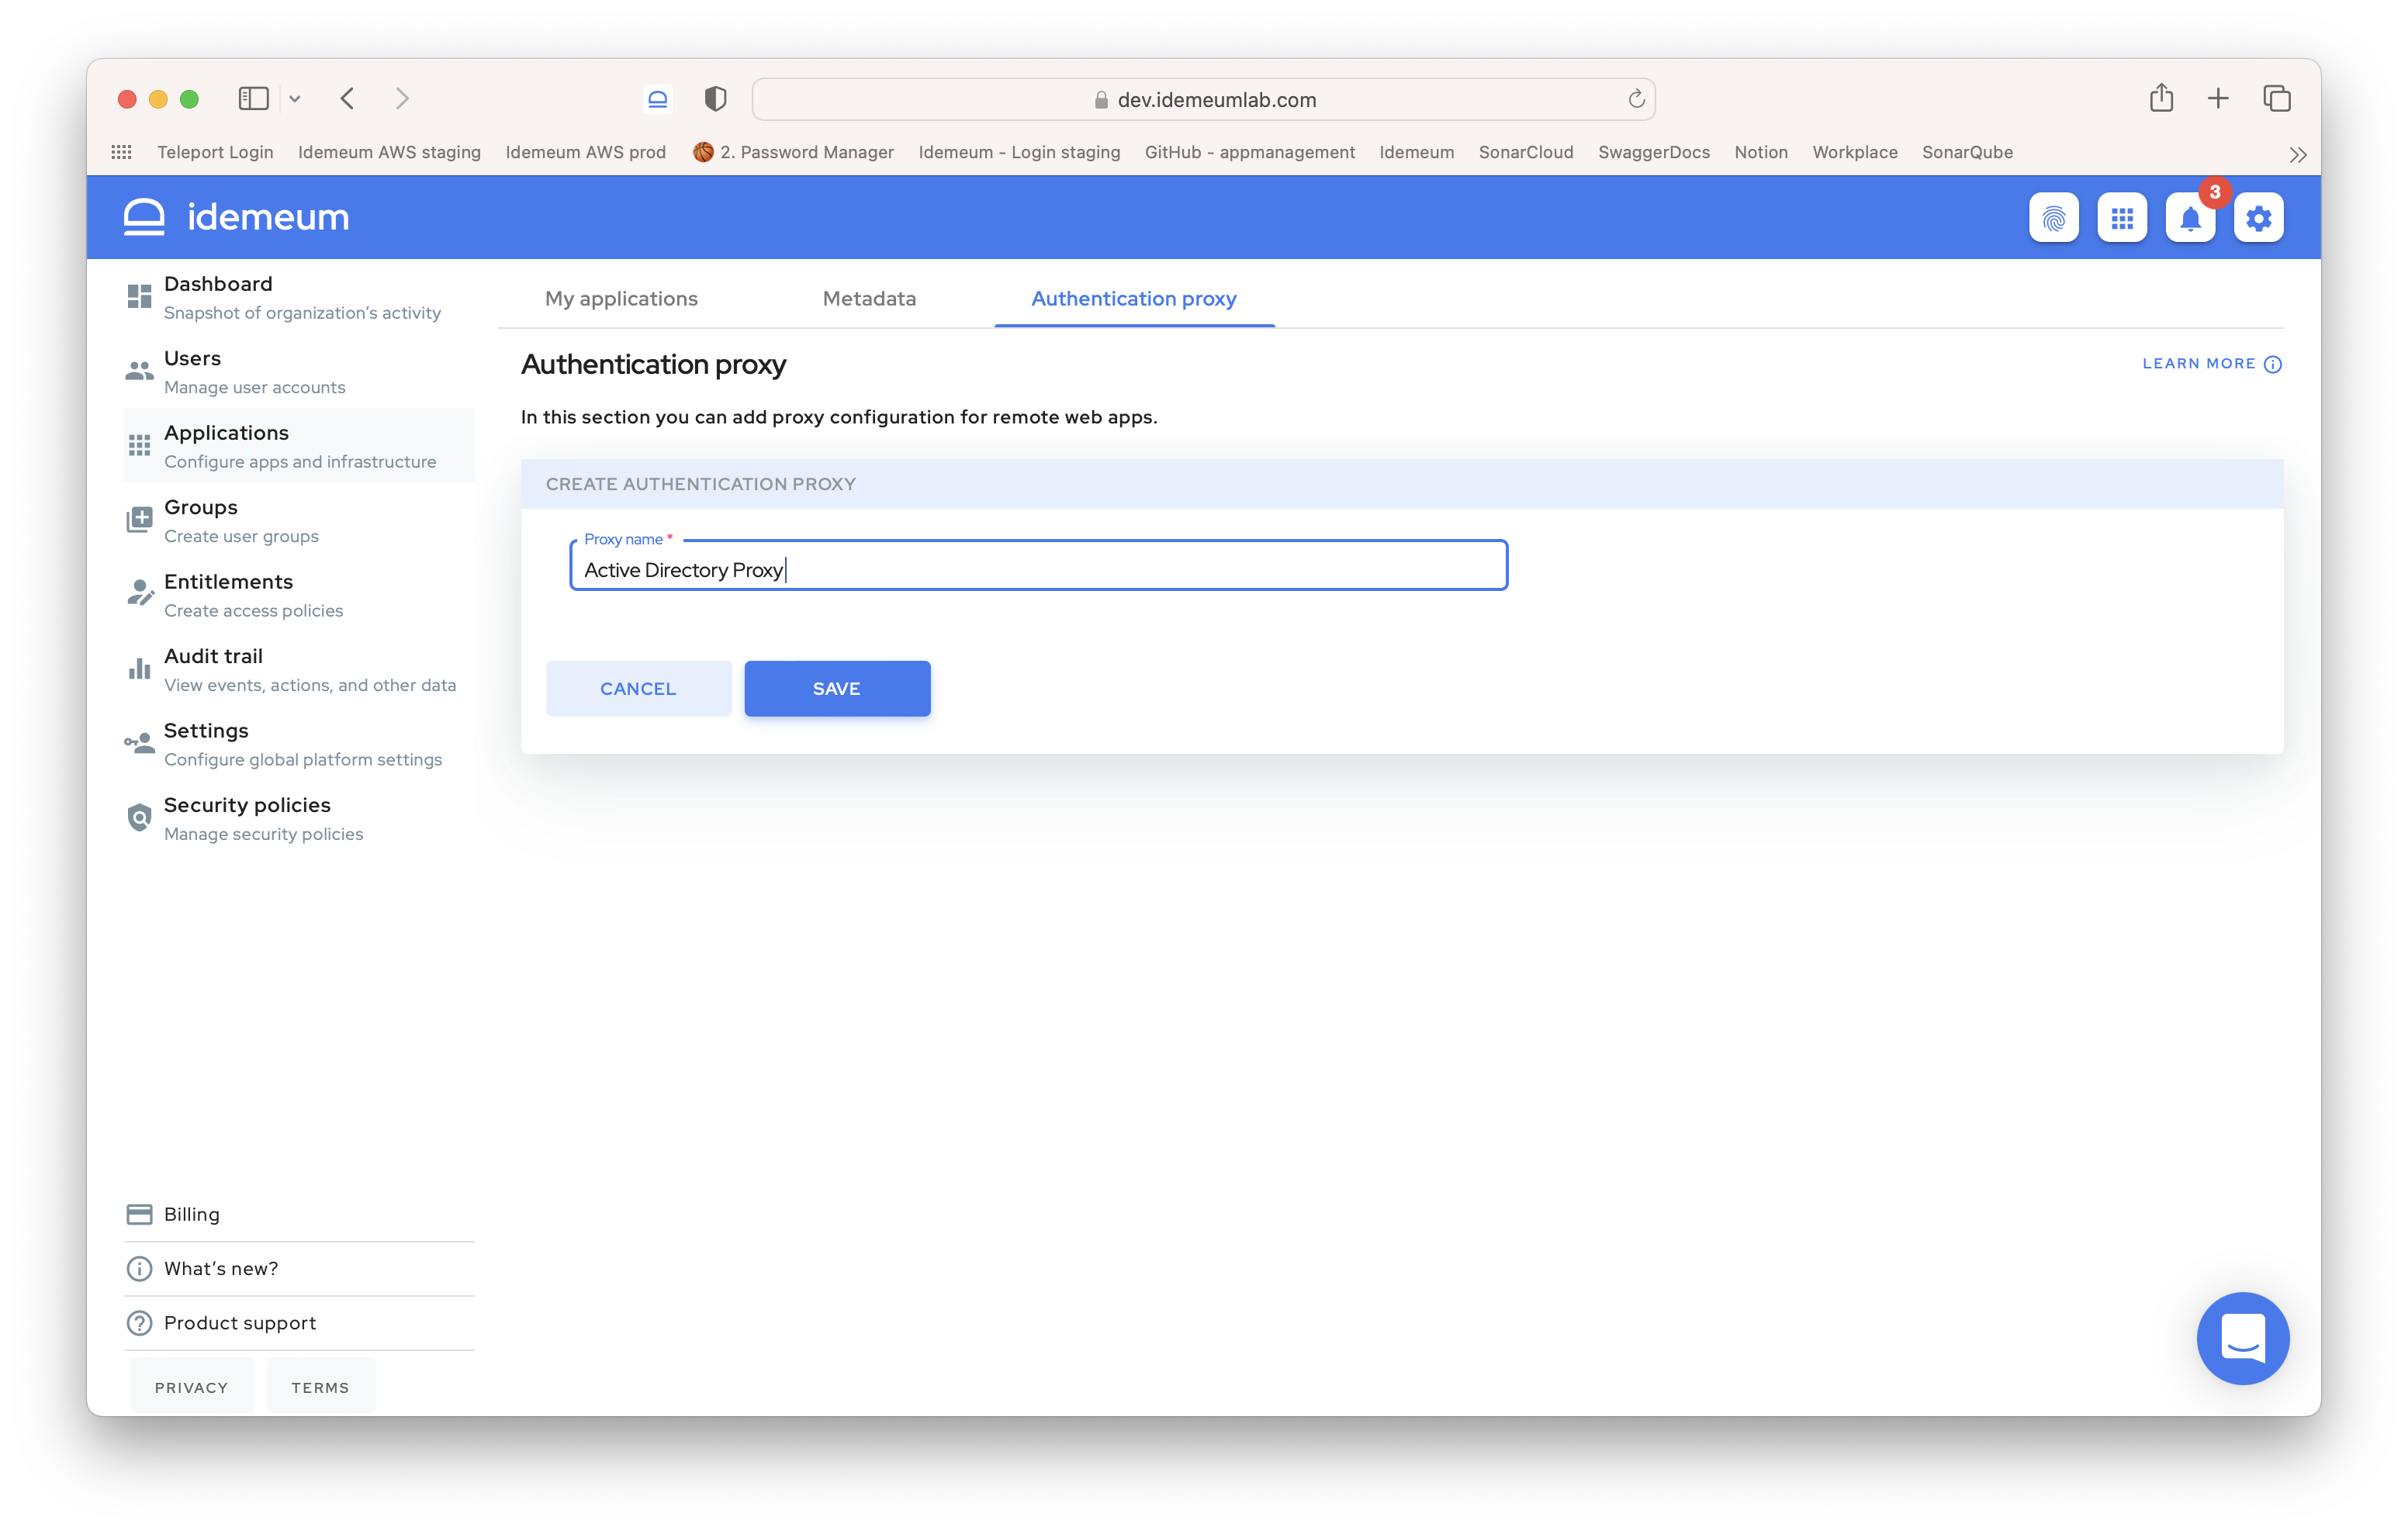 dev.idemeumlab.com
Teleport Login Idemeum AWS staging Idemeum AWS prod 2. Password Manager Idemeum - Login staging GitHub - appmanagement Idemeum SonarCloud SwaggerDocs Notion Workplace SonarQube
idemeum
3
Dashboard
Snapshot of organization's activity
Users
Manage user accounts
Applications
Configure apps and infrastructure
Groups
Create user groups
Entitlements
Create access policies
Audit trail
View events, actions, and other data
Settings
Configure global platform settings
Security policies
Manage security policies
Billing
What's new?
Product support
PRIVACY TERMS
My applications Metadata Authentication proxy
Authentication proxy
LEARN MORE
In this section you can add proxy configuration for remote web apps.
CREATE AUTHENTICATION PROXY
Proxy name *
Active Directory Proxy
CANCEL SAVE